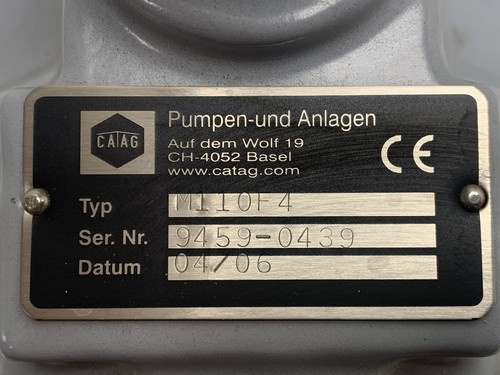 CATAG
Pumpen-und Anlagen
Auf dem Wolf 19
CH-4052 Basel
www.catag.com
CE
Typ M110F4
Ser. Nr. 9459-0439
Datum 04/06